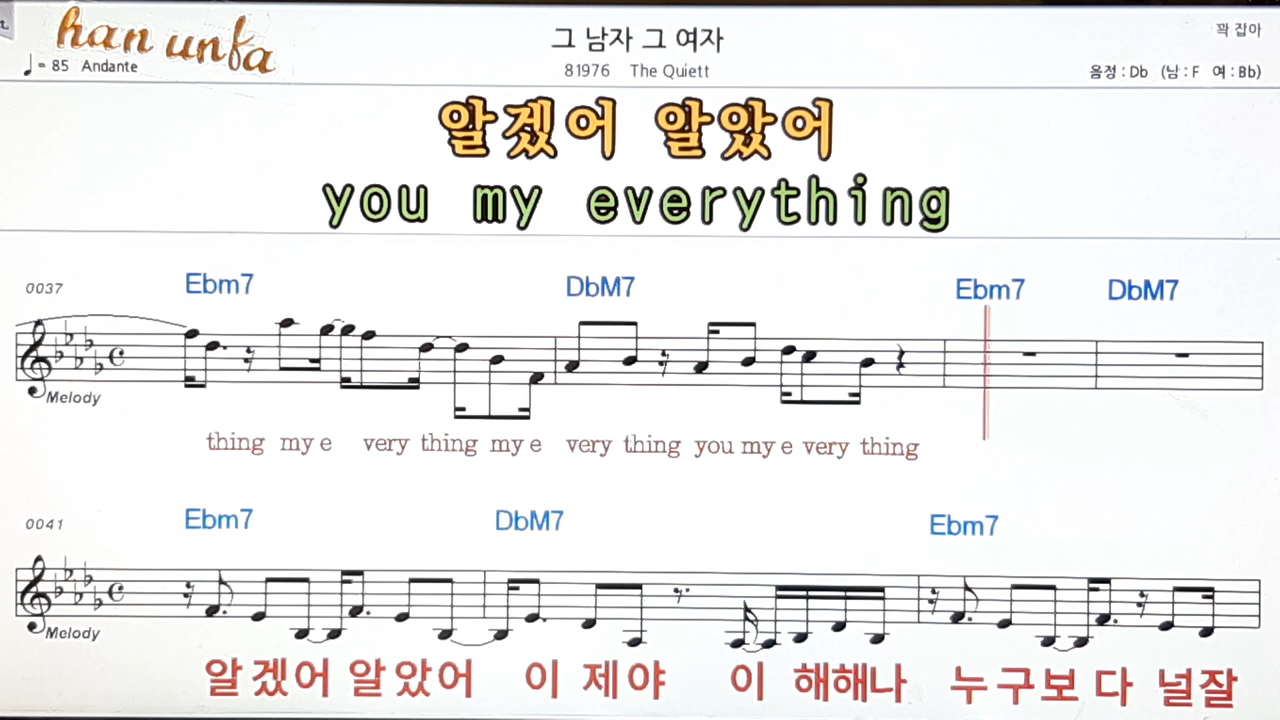 han unfa
그 남자 그 여자
꽉 잡아
♩= 85 Andante
81976 The Quiett
음정 : Db (남 : F 여 : Bb)
알겠어 알았어
you my everything
0037
Ebm7 DbM7 Ebm7 DbM7
Melody
thing my e very thing my e very thing you my e very thing
0041
Ebm7 DbM7 Ebm7
Melody
알겠어 알았어 이 제야 이 해해나 누구보다 널잘